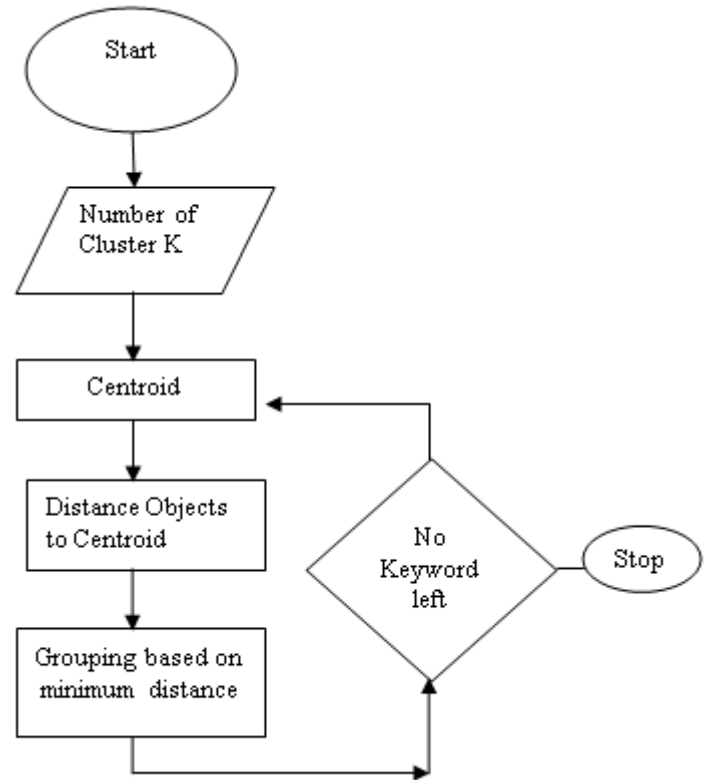 Start
Number of
Cluster K
Centroid
Distance Objects
to Centroid
Grouping based on
minimum distance
No
Keyword
left
Stop